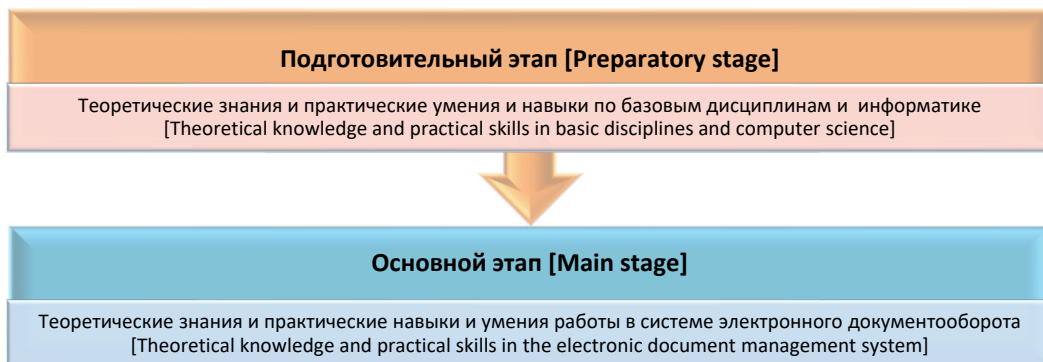 Подготовительный этап [Preparatory stage]
Теоретические знания и практические умения и навыки по базовым дисциплинам и информатике
[Theoretical knowledge and practical skills in basic disciplines and computer science]
Основной этап [Main stage]
Теоретические знания и практические навыки и умения работы в системе электронного документооборота
[Theoretical knowledge and practical skills in the electronic document management system]